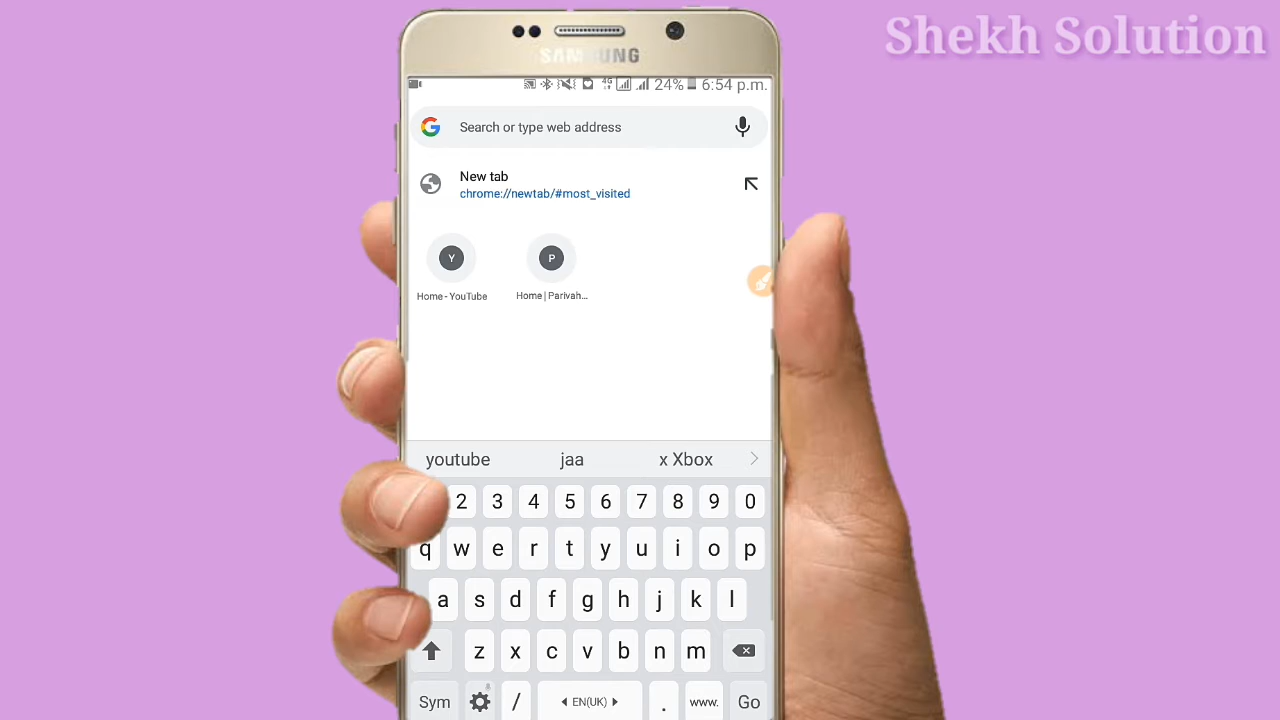 Shekh Solution
SAMSUNG
4G 24% 6:54 p.m.
Search or type web address
New tab
chrome://newtab/#most_visited
Y P
Home - YouTube Home | Parivah...
youtube jaa x Xbox
2 3 4 5 6 7 8 9 0
q w e r t y u i o p
a s d f g h j k l
z x c v b n m
Sym / EN(UK) . www. Go